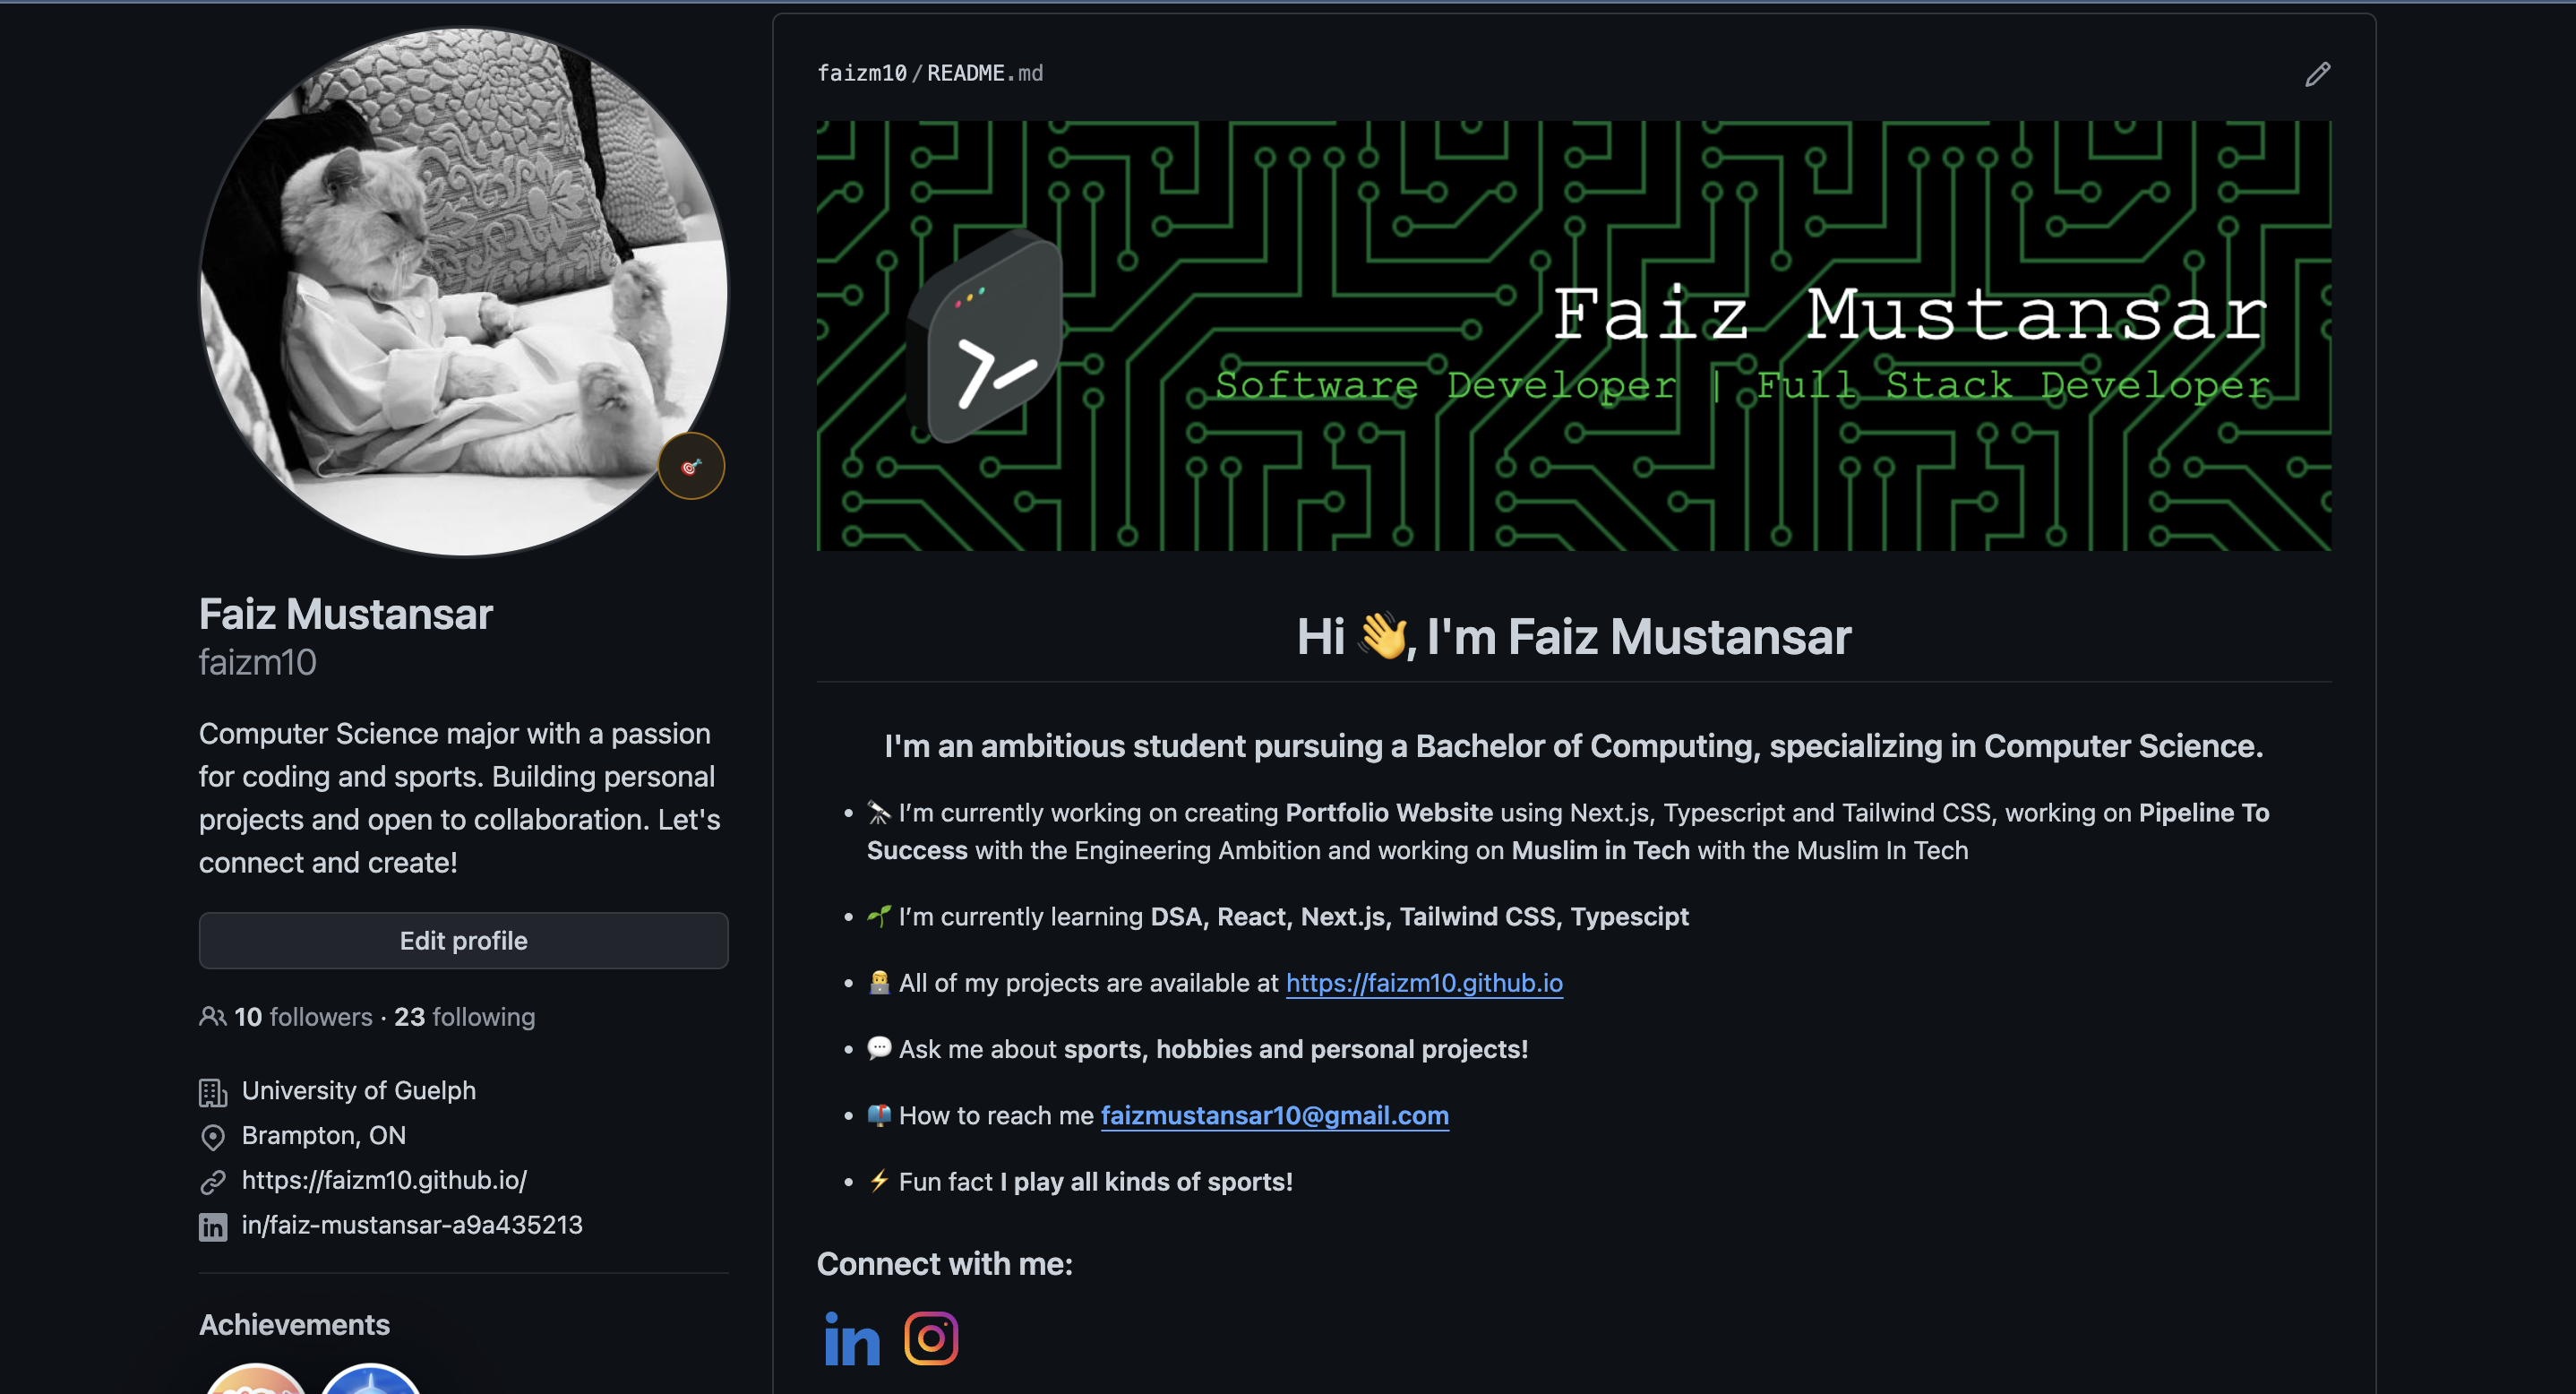 Faiz Mustansar
faizm10
Computer Science major with a passion
for coding and sports. Building personal
projects and open to collaboration. Let's
connect and create!
Edit profile
10 followers · 23 following
University of Guelph
Brampton, ON
https://faizm10.github.io/
in/faiz-mustansar-a9a435213
Achievements
faizm10/README.md
Faiz Mustansar
Software Developer | Full Stack Developer
Hi 👋, I'm Faiz Mustansar
I'm an ambitious student pursuing a Bachelor of Computing, specializing in Computer Science.
• 🔭 I’m currently working on creating Portfolio Website using Next.js, Typescript and Tailwind CSS, working on Pipeline To
Success with the Engineering Ambition and working on Muslim in Tech with the Muslim In Tech
• 🌱 I’m currently learning DSA, React, Next.js, Tailwind CSS, Typescipt
• 👨‍💻 All of my projects are available at https://faizm10.github.io
• 💬 Ask me about sports, hobbies and personal projects!
• 📫 How to reach me faizmustansar10@gmail.com
• ⚡ Fun fact I play all kinds of sports!
Connect with me:
in